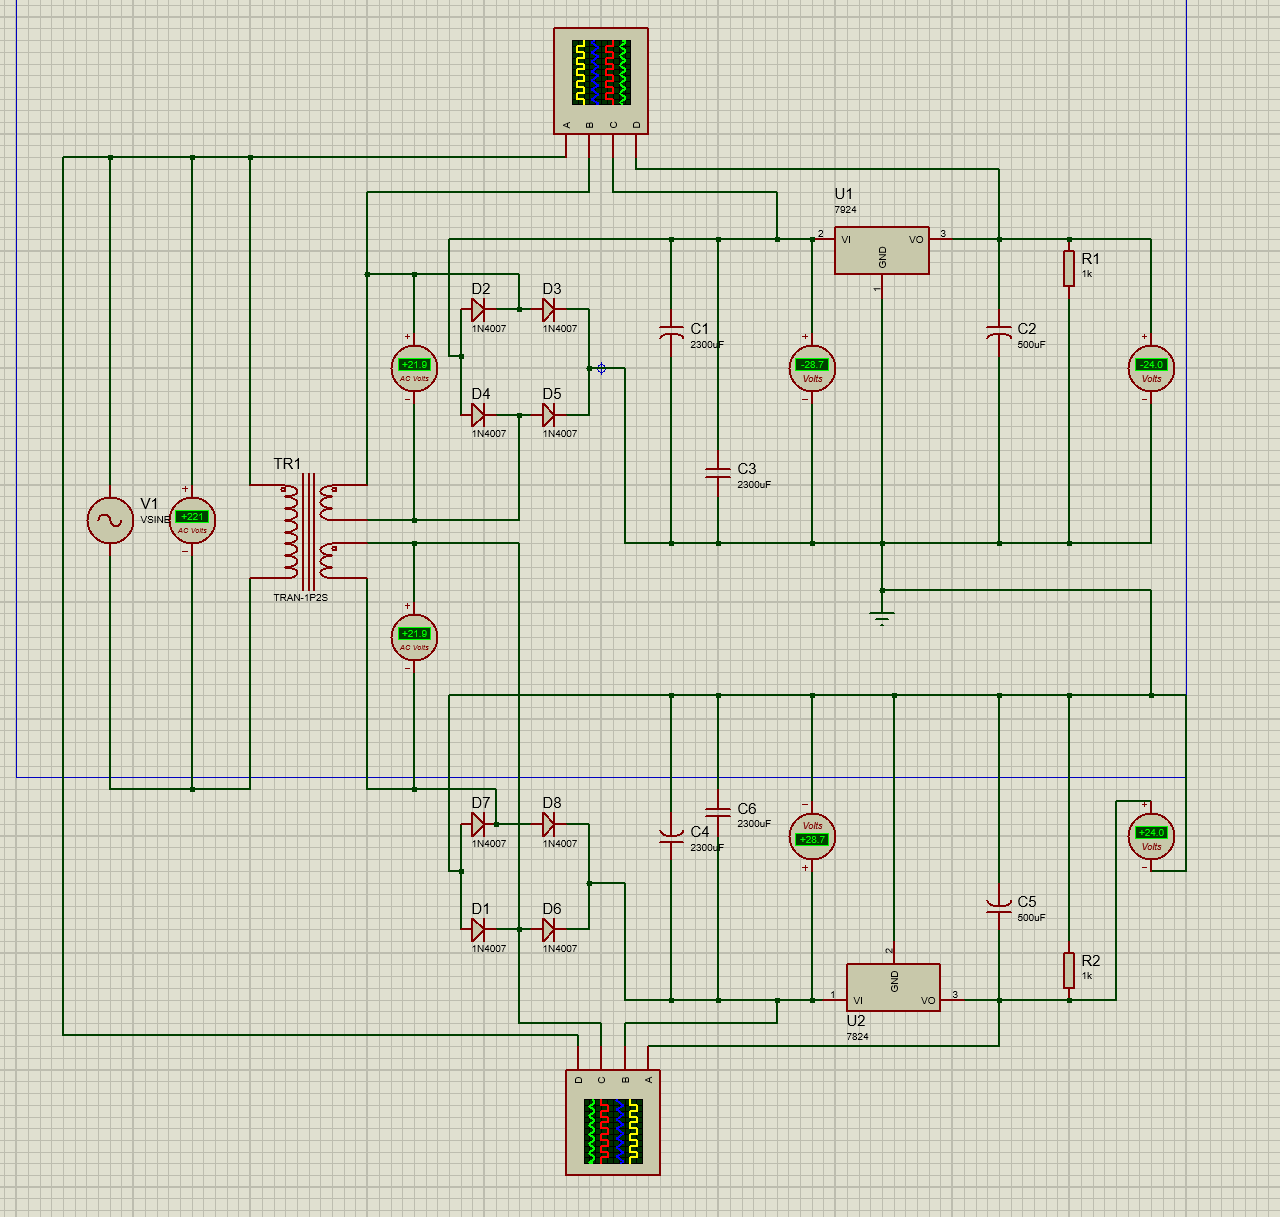 A B C D
U1
7924
2 VI VO 3
GND
1
R1
1k
D2
1N4007
D3
1N4007
C1
2300uF
C2
500uF
+
+21.9
AC Volts
−
+
-28.7
Volts
−
+
-24.0
Volts
−
D4
1N4007
D5
1N4007
TR1
TRAN-1P2S
C3
2300uF
V1
VSINE
+
+221
AC Volts
−
+
+21.9
AC Volts
−
D7
1N4007
D8
1N4007
C6
2300uF
C4
2300uF
−
Volts
+28.7
+
+
+24.0
Volts
−
D1
1N4007
D6
1N4007
C5
500uF
2
GND
1 VI VO 3
U2
7824
R2
1k
D C B A